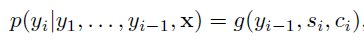 p(y_i|y_1, . . . , y_{i−1}, x) = g(y_{i−1}, s_i, c_i),